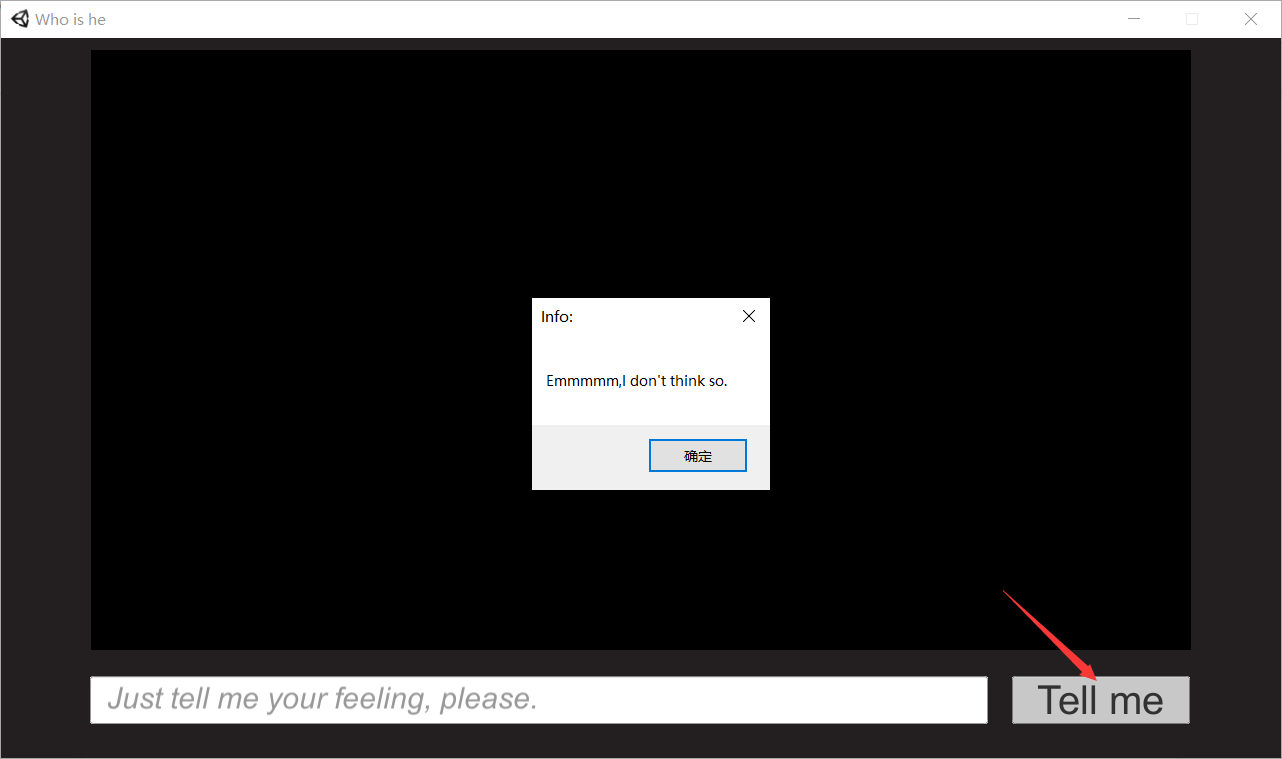 Who is he
Info:
Emmmmm,I don't think so.
确定
Just tell me your feeling, please.
Tell me